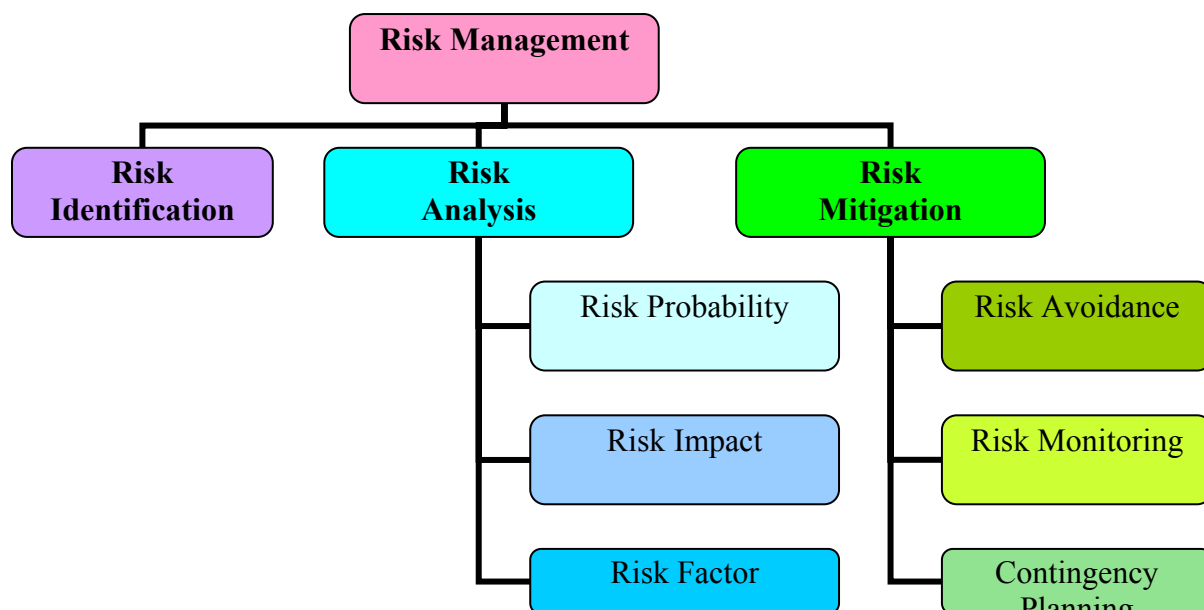 Risk Management
Risk
Identification
Risk
Analysis
Risk
Mitigation
Risk Probability
Risk Avoidance
Risk Impact
Risk Monitoring
Risk Factor
Contingency
Planning